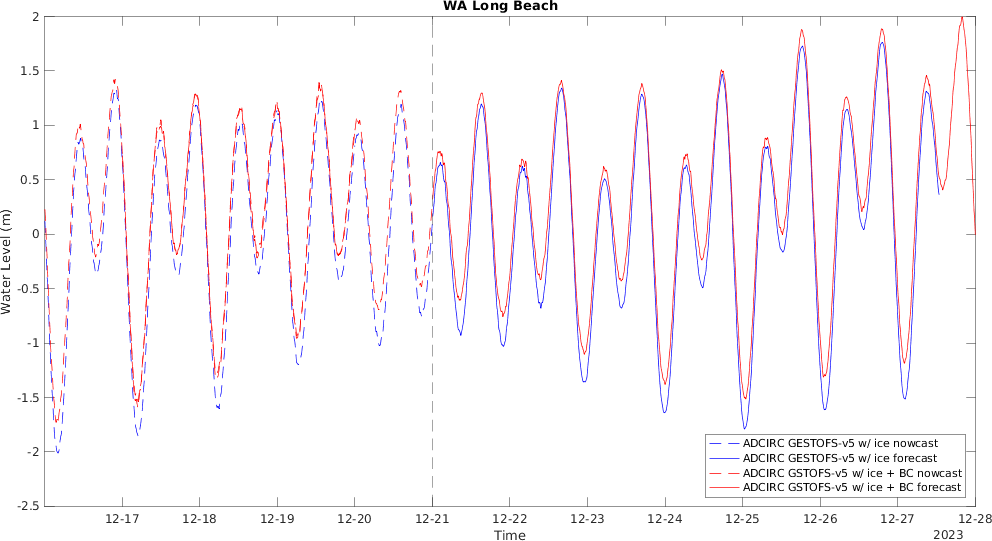 WA Long Beach
2
1.5
1
0.5
0
-0.5
-1
-1.5
-2
-2.5
Water Level (m)
ADCIRC GESTOFS-v5 w/ ice nowcast
ADCIRC GESTOFS-v5 w/ ice forecast
ADCIRC GSTOFS-v5 w/ ice + BC nowcast
ADCIRC GSTOFS-v5 w/ ice + BC forecast
12-17 12-18 12-19 12-20 12-21 12-22 12-23 12-24 12-25 12-26 12-27 12-28
Time
2023